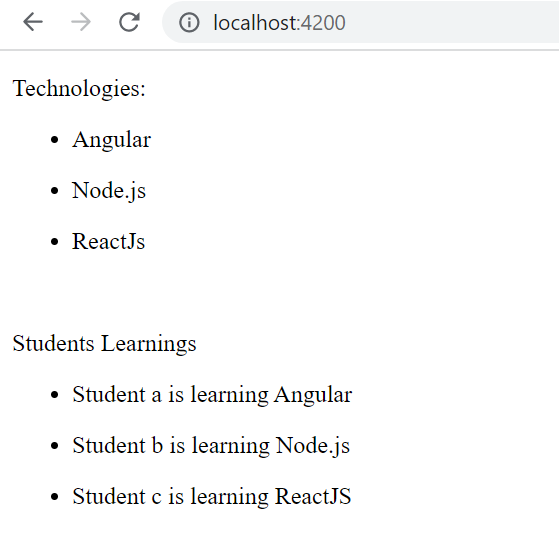 localhost:4200
Technologies:
Angular
Node.js
ReactJs
Students Learnings
Student a is learning Angular
Student b is learning Node.js
Student c is learning ReactJS